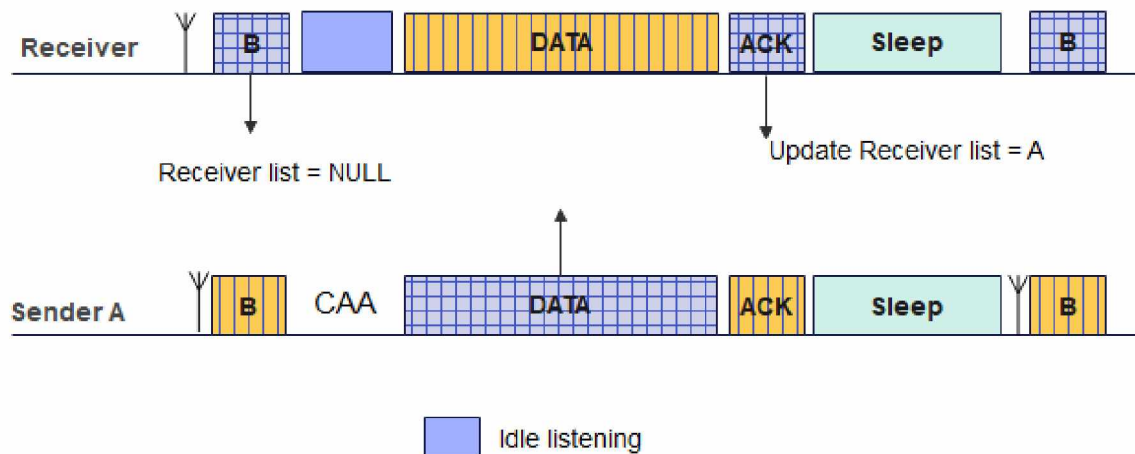 Receiver B DATA ACK Sleep B
Receiver list = NULL
Update Receiver list = A
Sender A B CAA DATA ACK Sleep B
Idle listening